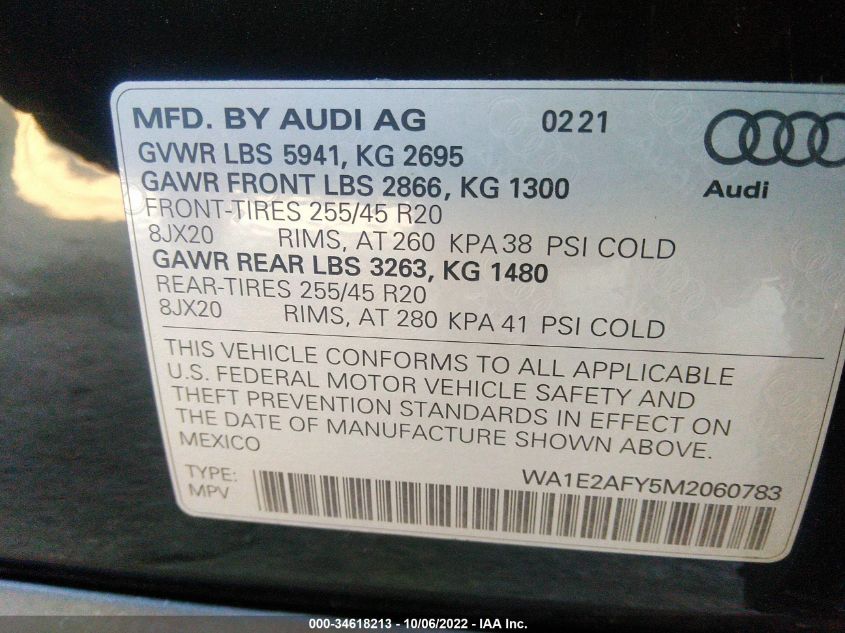 MFD. BY AUDI AG 0221
GVWR LBS 5941, KG 2695
GAWR FRONT LBS 2866, KG 1300
Audi
FRONT-TIRES 255/45 R20
8JX20 RIMS, AT 260 KPA 38 PSI COLD
GAWR REAR LBS 3263, KG 1480
REAR-TIRES 255/45 R20
8JX20 RIMS, AT 280 KPA 41 PSI COLD
THIS VEHICLE CONFORMS TO ALL APPLICABLE
U.S. FEDERAL MOTOR VEHICLE SAFETY AND
THEFT PREVENTION STANDARDS IN EFFECT ON
THE DATE OF MANUFACTURE SHOWN ABOVE.
MEXICO
TYPE: WA1E2AFY5M2060783
MPV
000-34618213 - 10/06/2022 - IAA Inc.